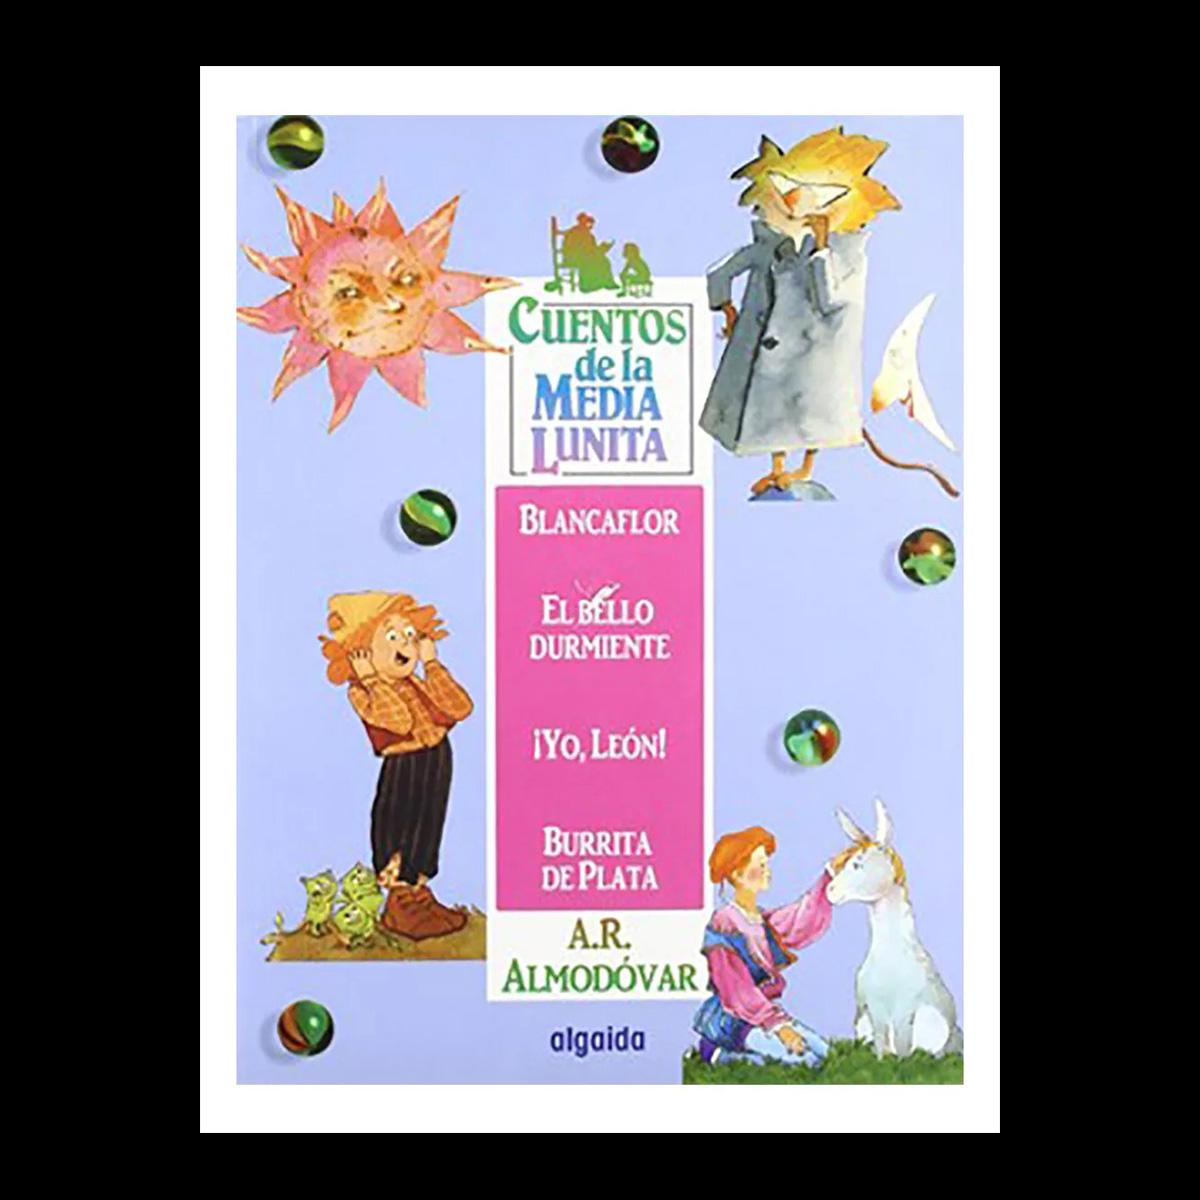 CUENTOS
de la
MEDIA
LUNITA
BLANCAFLOR
EL BELLO
DURMIENTE
¡YO, LEÓN!
BURRITA
DE PLATA
A.R.
ALMODÓVAR
algaida